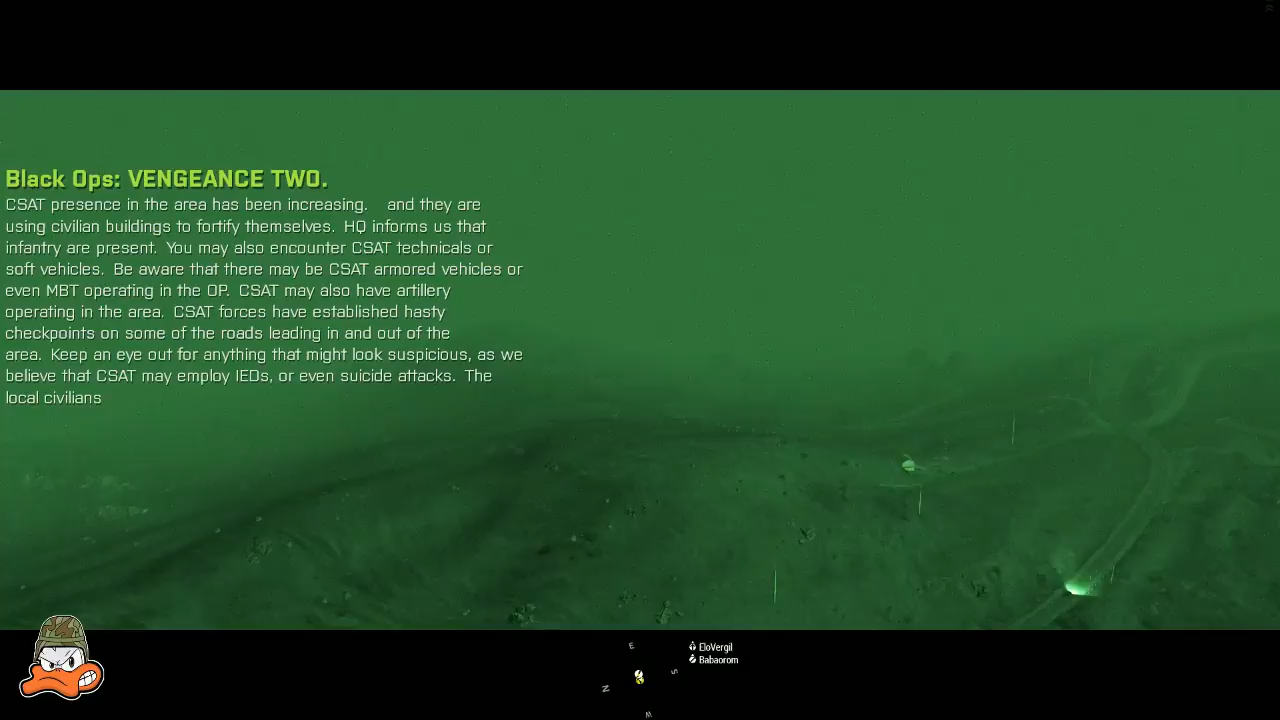 Black Ops: VENGEANCE TWO.
CSAT presence in the area has been increasing.   and they are
using civilian buildings to fortify themselves.  HQ informs us that
infantry are present.  You may also encounter CSAT technicals or
soft vehicles.  Be aware that there may be CSAT armored vehicles or
even MBT operating in the OP.  CSAT may also have artillery
operating in the area.  CSAT forces have established hasty
checkpoints on some of the roads leading in and out of the
area.  Keep an eye out for anything that might look suspicious, as we
believe that CSAT may employ IEDs, or even suicide attacks.  The
local civilians
E
EloVergil
Babaorom
S
N
W